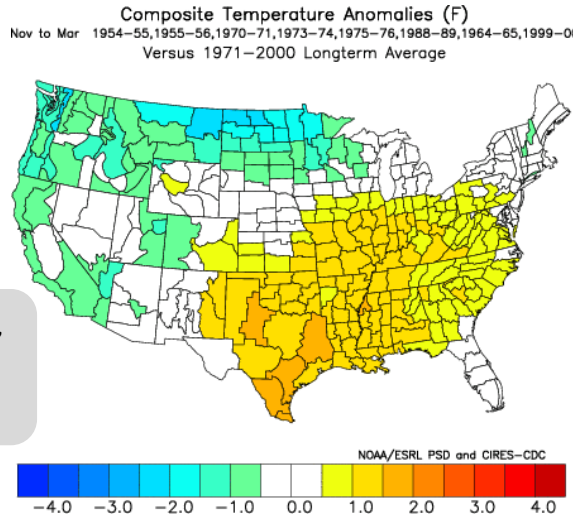 Composite Temperature Anomalies (F)
Nov to Mar 1954-55,1955-56,1970-71,1973-74,1975-76,1988-89,1964-65,1999-00
Versus 1971-2000 Longterm Average
,
NOAA/ESRL PSD and CIRES-CDC
-4.0 -3.0 -2.0 -1.0 0.0 1.0 2.0 3.0 4.0